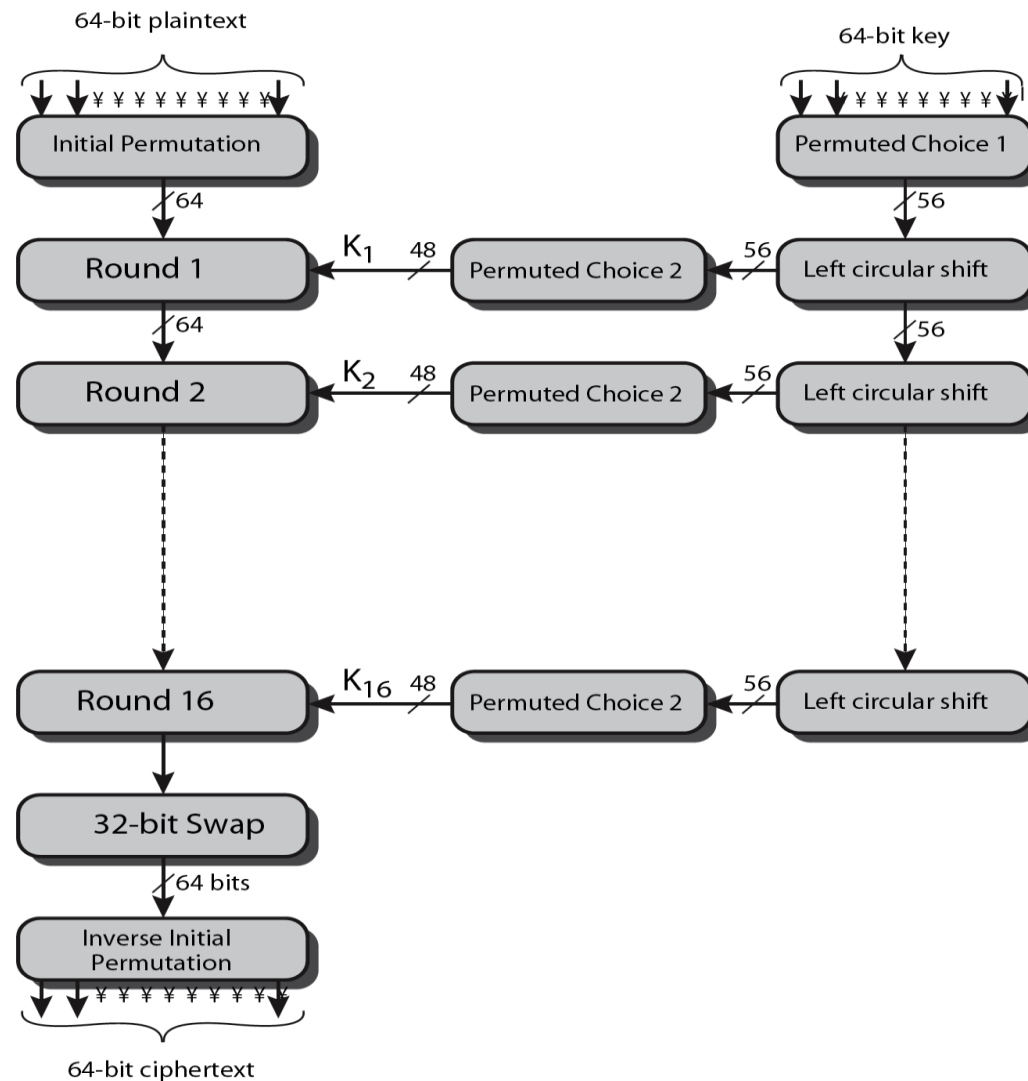 64-bit plaintext
64-bit key
¥ ¥ ¥ ¥ ¥ ¥ ¥ ¥ ¥
¥ ¥ ¥ ¥ ¥ ¥ ¥ ¥ ¥
Initial Permutation
Permuted Choice 1
64
56
Round 1
K1
48
Permuted Choice 2
56
Left circular shift
64
56
Round 2
K2
48
Permuted Choice 2
56
Left circular shift
Round 16
K16
48
Permuted Choice 2
56
Left circular shift
32-bit Swap
64 bits
Inverse Initial
Permutation
¥ ¥ ¥ ¥ ¥ ¥ ¥ ¥ ¥ ¥
64-bit ciphertext